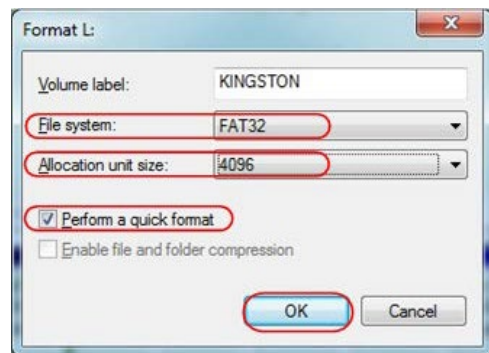 Format L:
Volume label: KINGSTON
File system: FAT32
Allocation unit size: 4096
Perform a quick format
Enable file and folder compression
OK Cancel